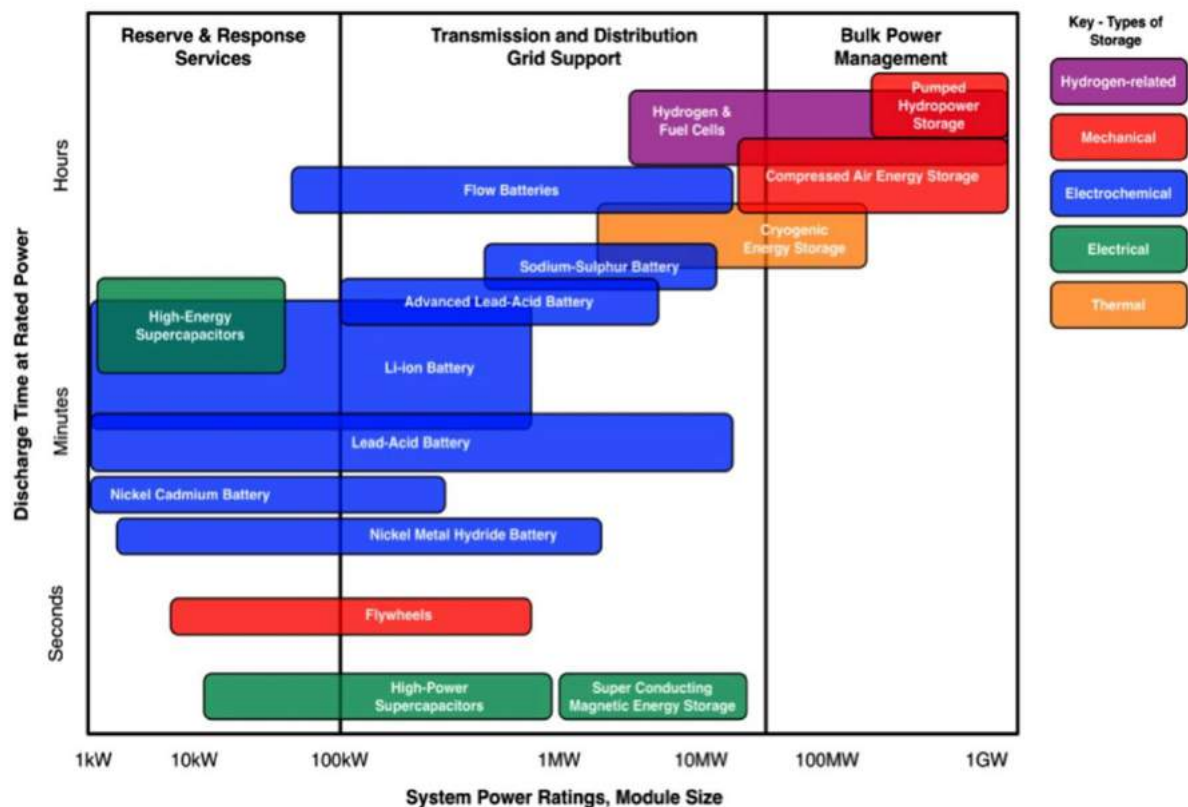 Reserve & Response
Services
Transmission and Distribution
Grid Support
Bulk Power
Management
Key - Types of
Storage
Hydrogen-related
Mechanical
Electrochemical
Electrical
Thermal
Pumped
Hydropower
Storage
Hydrogen &
Fuel Cells
Compressed Air Energy Storage
Flow Batteries
Cryogenic
Energy Storage
Sodium-Sulphur Battery
Advanced Lead-Acid Battery
High-Energy
Supercapacitors
Li-ion Battery
Lead-Acid Battery
Nickel Cadmium Battery
Nickel Metal Hydride Battery
Flywheels
High-Power
Supercapacitors
Super Conducting
Magnetic Energy Storage
Discharge Time at Rated Power
Hours
Minutes
Seconds
1kW
10kW
100kW
1MW
10MW
100MW
1GW
System Power Ratings, Module Size